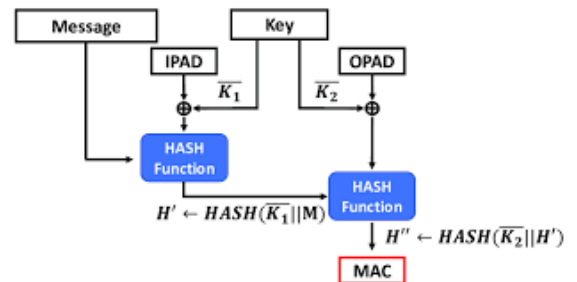 Message
Key
IPAD
OPAD
$\overline{K_1}$
$\overline{K_2}$
⊕
⊕
HASH
Function
HASH
Function
$H' \leftarrow HASH(\overline{K_1}||M)$
$H'' \leftarrow HASH(\overline{K_2}||H')$
MAC